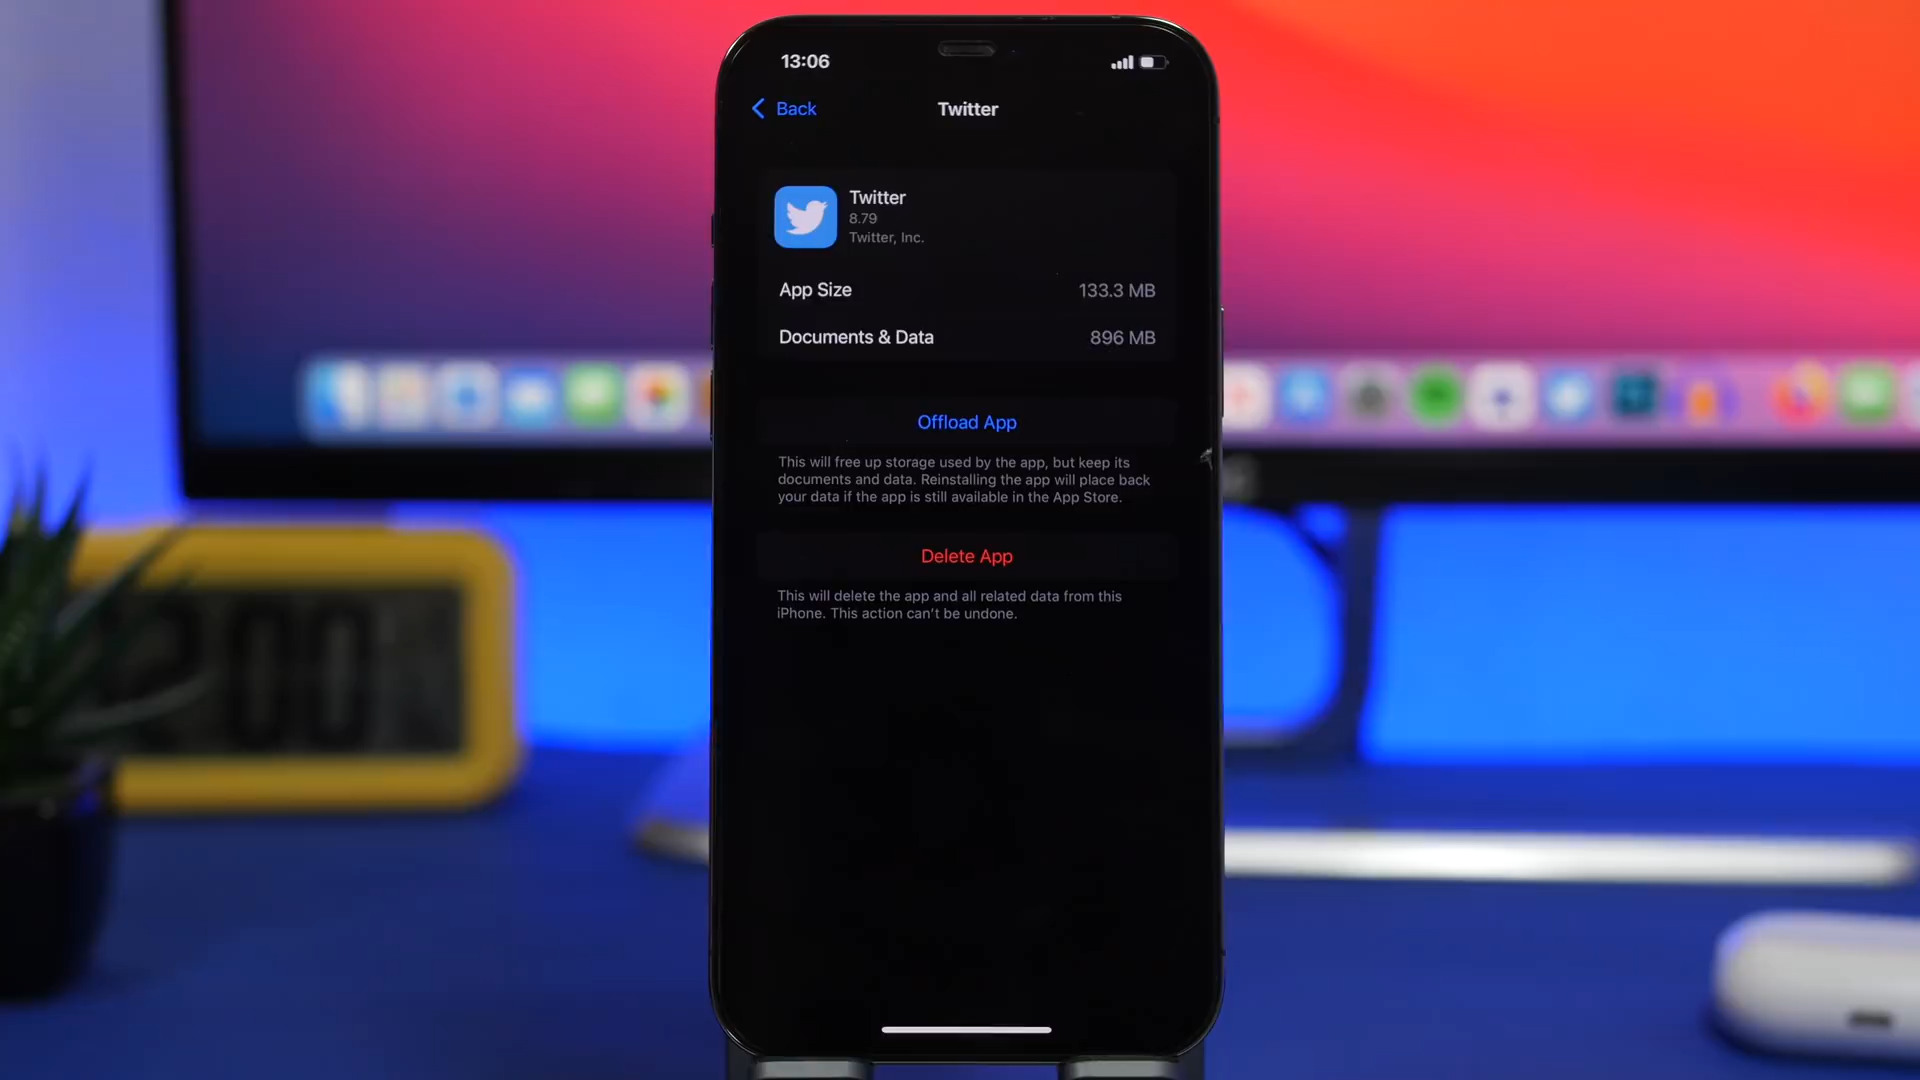 13:06
Back
Twitter
Twitter
8.79
Twitter, Inc.
App Size
133.3 MB
Documents & Data
896 MB
Offload App
This will free up storage used by the app, but keep its
documents and data. Reinstalling the app will place back
your data if the app is still available in the App Store.
Delete App
This will delete the app and all related data from this
iPhone. This action can't be undone.